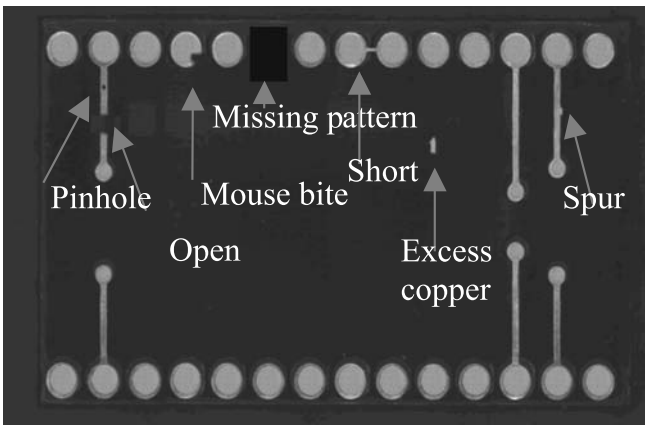 Missing pattern
Short
Pinhole
Mouse bite
Spur
Open
Excess
copper